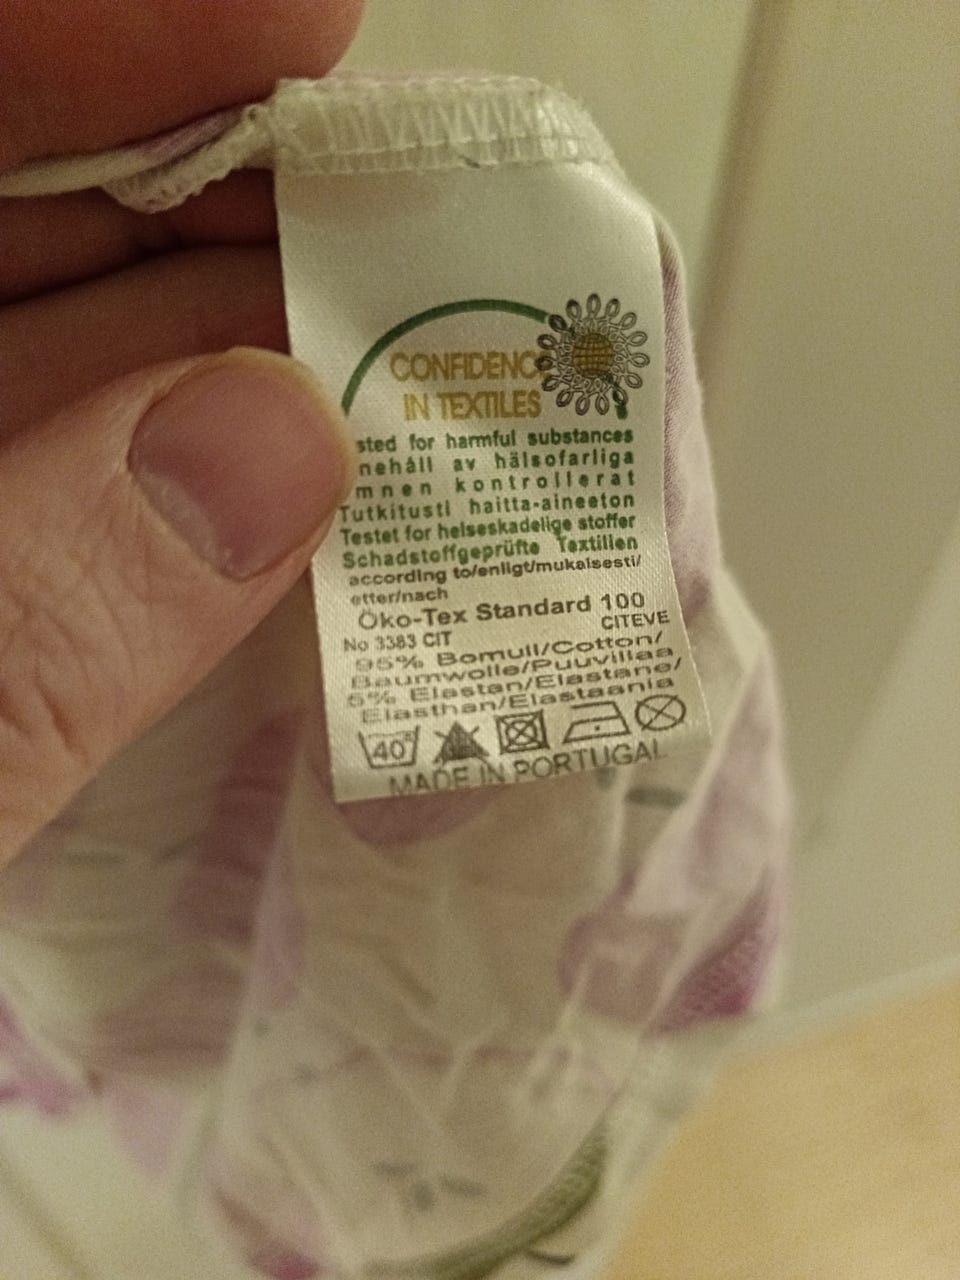 CONFIDENC
IN TEXTILES
sted for harmful substances
nehåll av hälsofarliga
mnen kontrollerat
Tutkitusti haitta-aineeton
Testet for helseskadelige stoffer
Schadstoffgeprüfte Textilien
according to/enligt/mukaisesti/
etter/nach
Öko-Tex Standard 100
No 3383 CIT CITEVE
95% Bomull/Cotton/
Baumwolle/Puuvillaa
5% Elastan/Elastane/
Elasthan/Elastaania
40°
MADE IN PORTUGAL